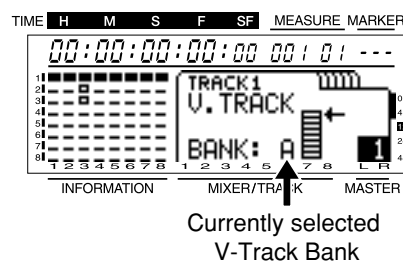 TIME H M S F SF MEASURE MARKER
00:00:00:00:00 001 01 ---
TRACK1
V.TRACK
BANK: A
1
1
2
3
4
5
6
7
8
1 2 3 4 5 6 7 8
1 2 3 4 5 7 8
L R
INFORMATION MIXER/TRACK MASTER
Currently selected
V-Track Bank